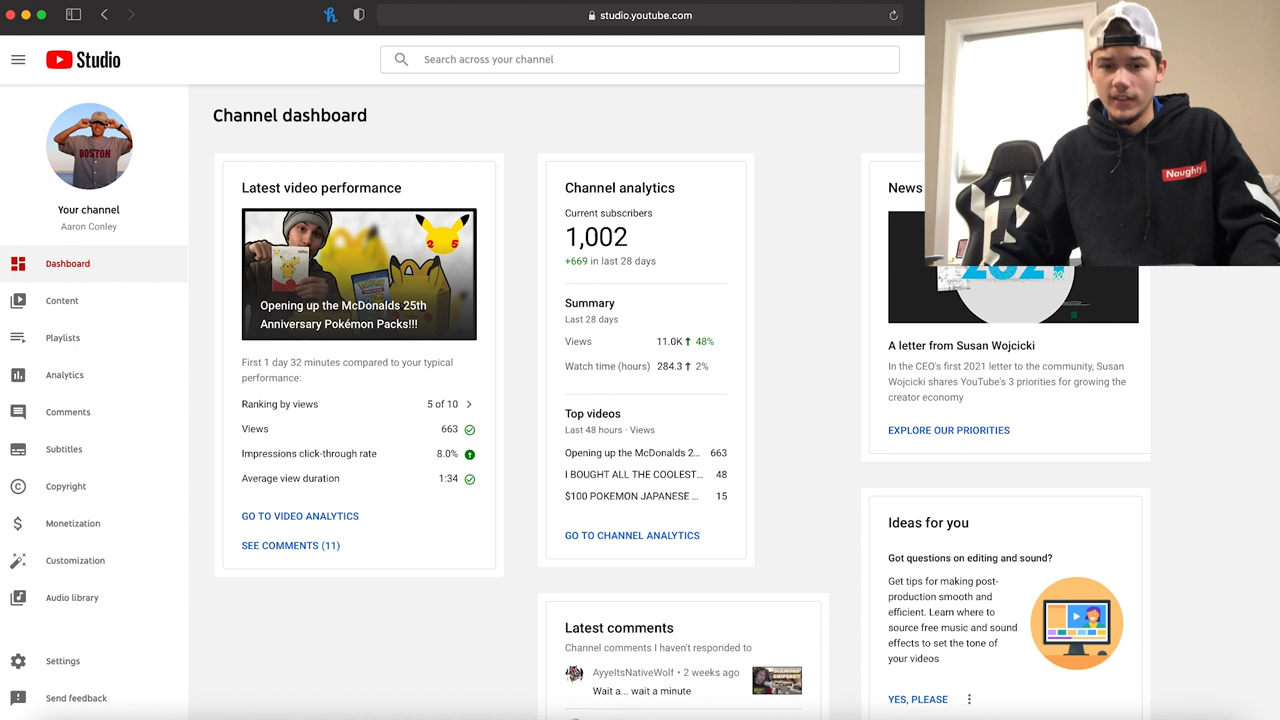 studio.youtube.com
Studio
Search across your channel
BOSTON
Your channel
Aaron Conley
Dashboard
Content
Playlists
Analytics
Comments
Subtitles
Copyright
Monetization
Customization
Audio library
Settings
Send feedback
Channel dashboard
Latest video performance
25
Opening up the McDonalds 25th
Anniversary Pokémon Packs!!!
First 1 day 32 minutes compared to your typical
performance:
Ranking by views 5 of 10
Views 663
Impressions click-through rate 8.0%
Average view duration 1:34
GO TO VIDEO ANALYTICS
SEE COMMENTS (11)
Channel analytics
Current subscribers
1,002
+669 in last 28 days
Summary
Last 28 days
Views 11.0K 48%
Watch time (hours) 284.3 2%
Top videos
Last 48 hours · Views
Opening up the McDonalds 2... 663
I BOUGHT ALL THE COOLEST... 48
$100 POKEMON JAPANESE ... 15
GO TO CHANNEL ANALYTICS
Latest comments
Channel comments I haven't responded to
AyyeItsNativeWolf • 2 weeks ago
Wait a... wait a minute
News
2021
A letter from Susan Wojcicki
In the CEO's first 2021 letter to the community, Susan
Wojcicki shares YouTube's 3 priorities for growing the
creator economy
EXPLORE OUR PRIORITIES
Ideas for you
Got questions on editing and sound?
Get tips for making post-
production smooth and
efficient. Learn where to
source free music and sound
effects to set the tone of
your videos
YES, PLEASE
Naughty